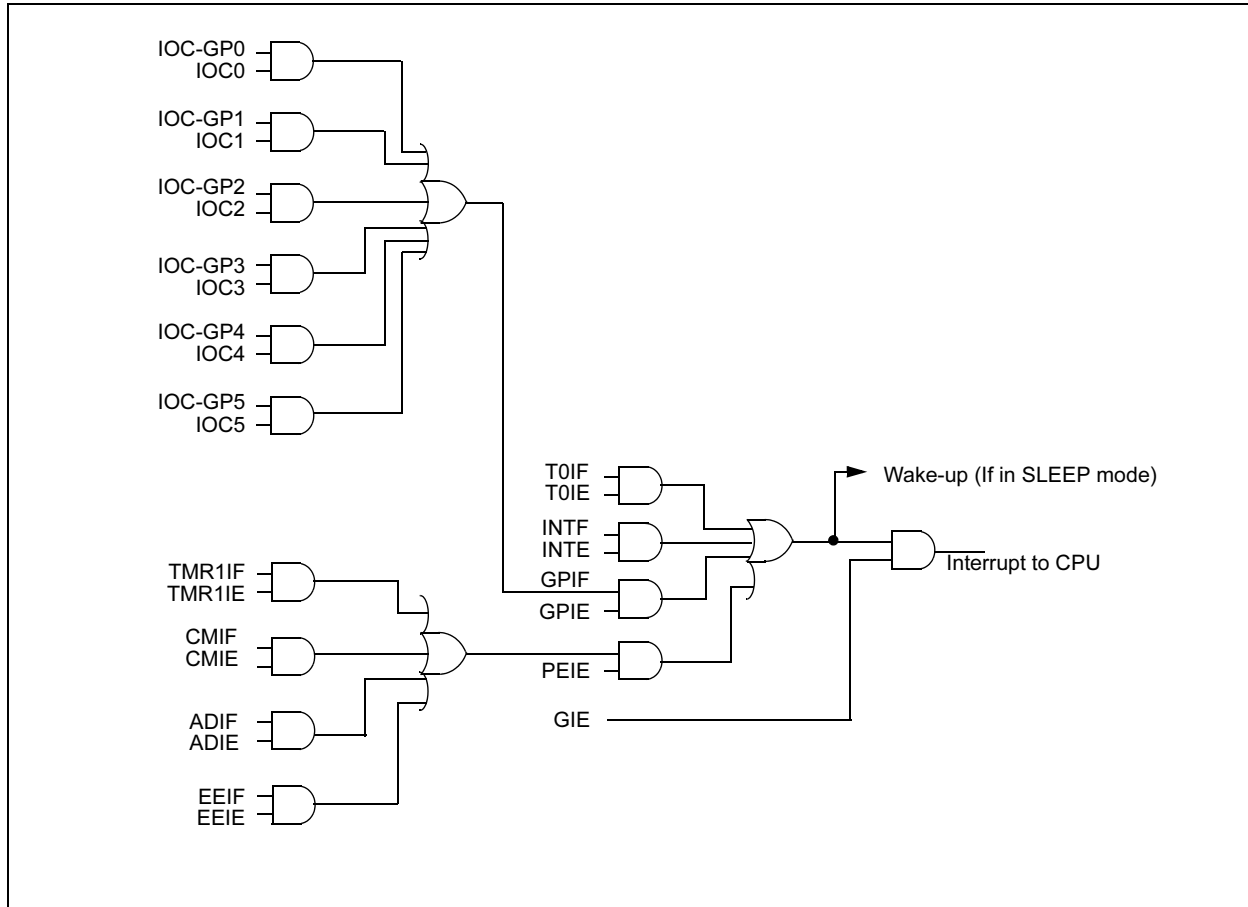 IOC-GP0
IOC0
IOC-GP1
IOC1
IOC-GP2
IOC2
IOC-GP3
IOC3
IOC-GP4
IOC4
IOC-GP5
IOC5
T0IF
T0IE
Wake-up (If in SLEEP mode)
INTF
INTE
Interrupt to CPU
GPIF
GPIE
TMR1IF
TMR1IE
CMIF
CMIE
PEIE
ADIF
ADIE
GIE
EEIF
EEIE